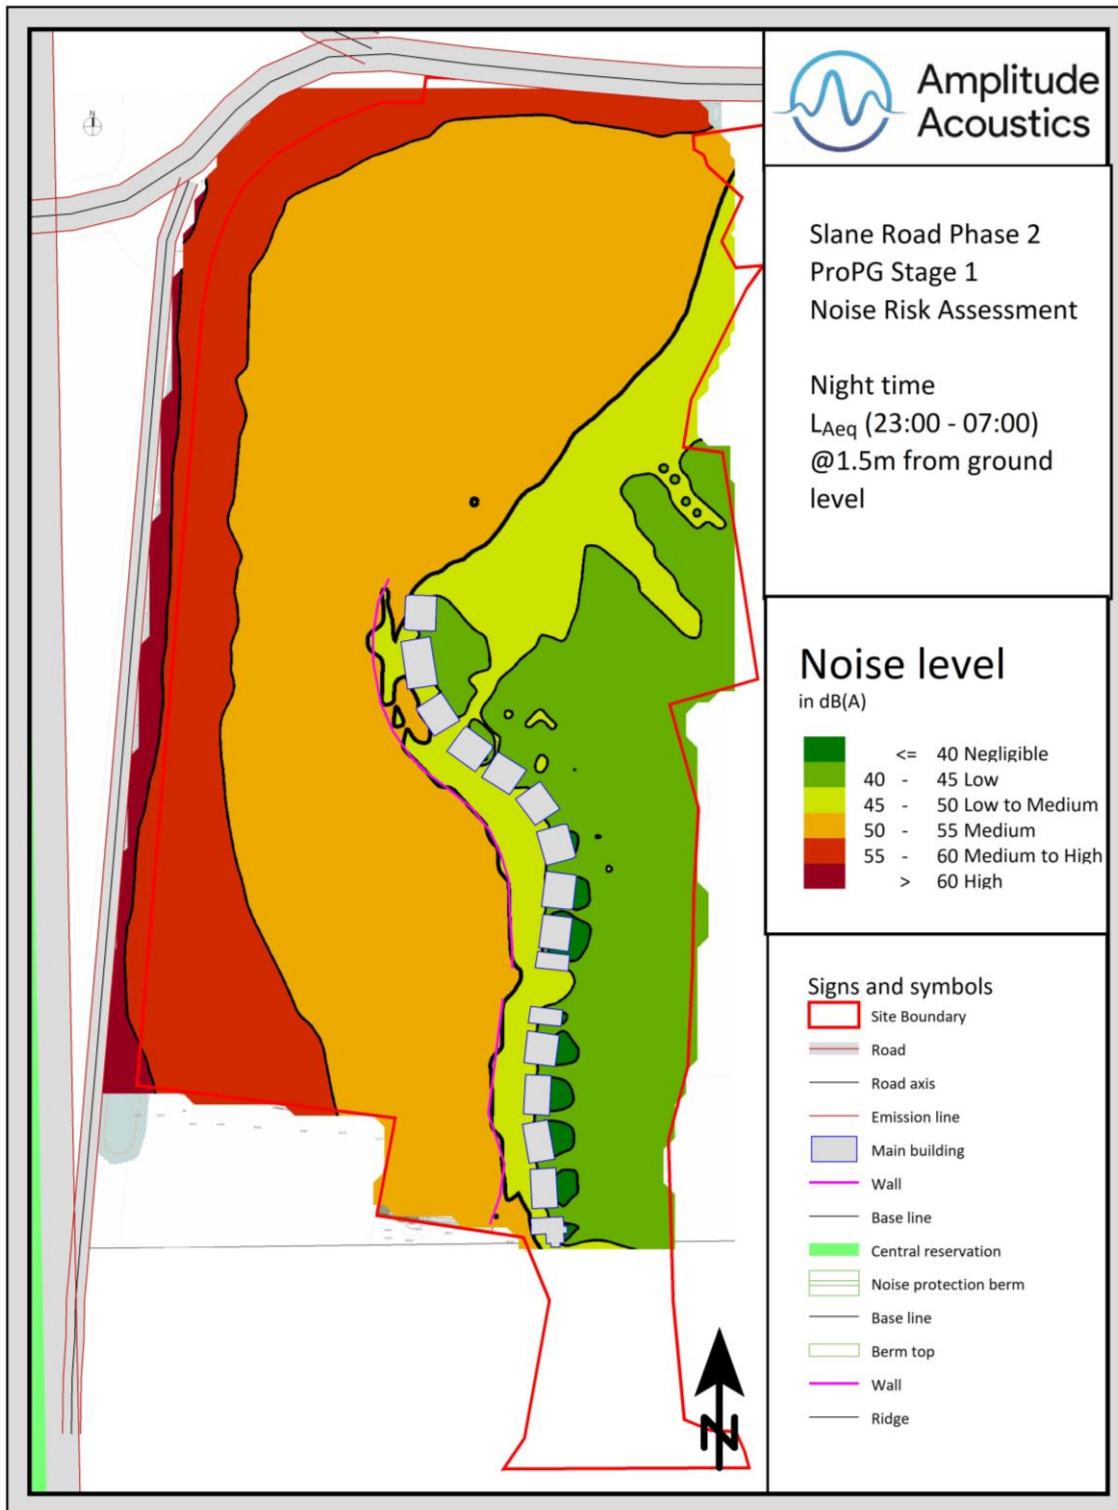 Amplitude
Acoustics
Slane Road Phase 2
ProPG Stage 1
Noise Risk Assessment
Night time
LAeq (23:00 - 07:00)
@1.5m from ground
level
Noise level
in dB(A)
<= 40 Negligible
40 - 45 Low
45 - 50 Low to Medium
50 - 55 Medium
55 - 60 Medium to High
> 60 High
Signs and symbols
Site Boundary
Road
Road axis
Emission line
Main building
Wall
Base line
Central reservation
Noise protection berm
Base line
Berm top
Wall
Ridge
N
N